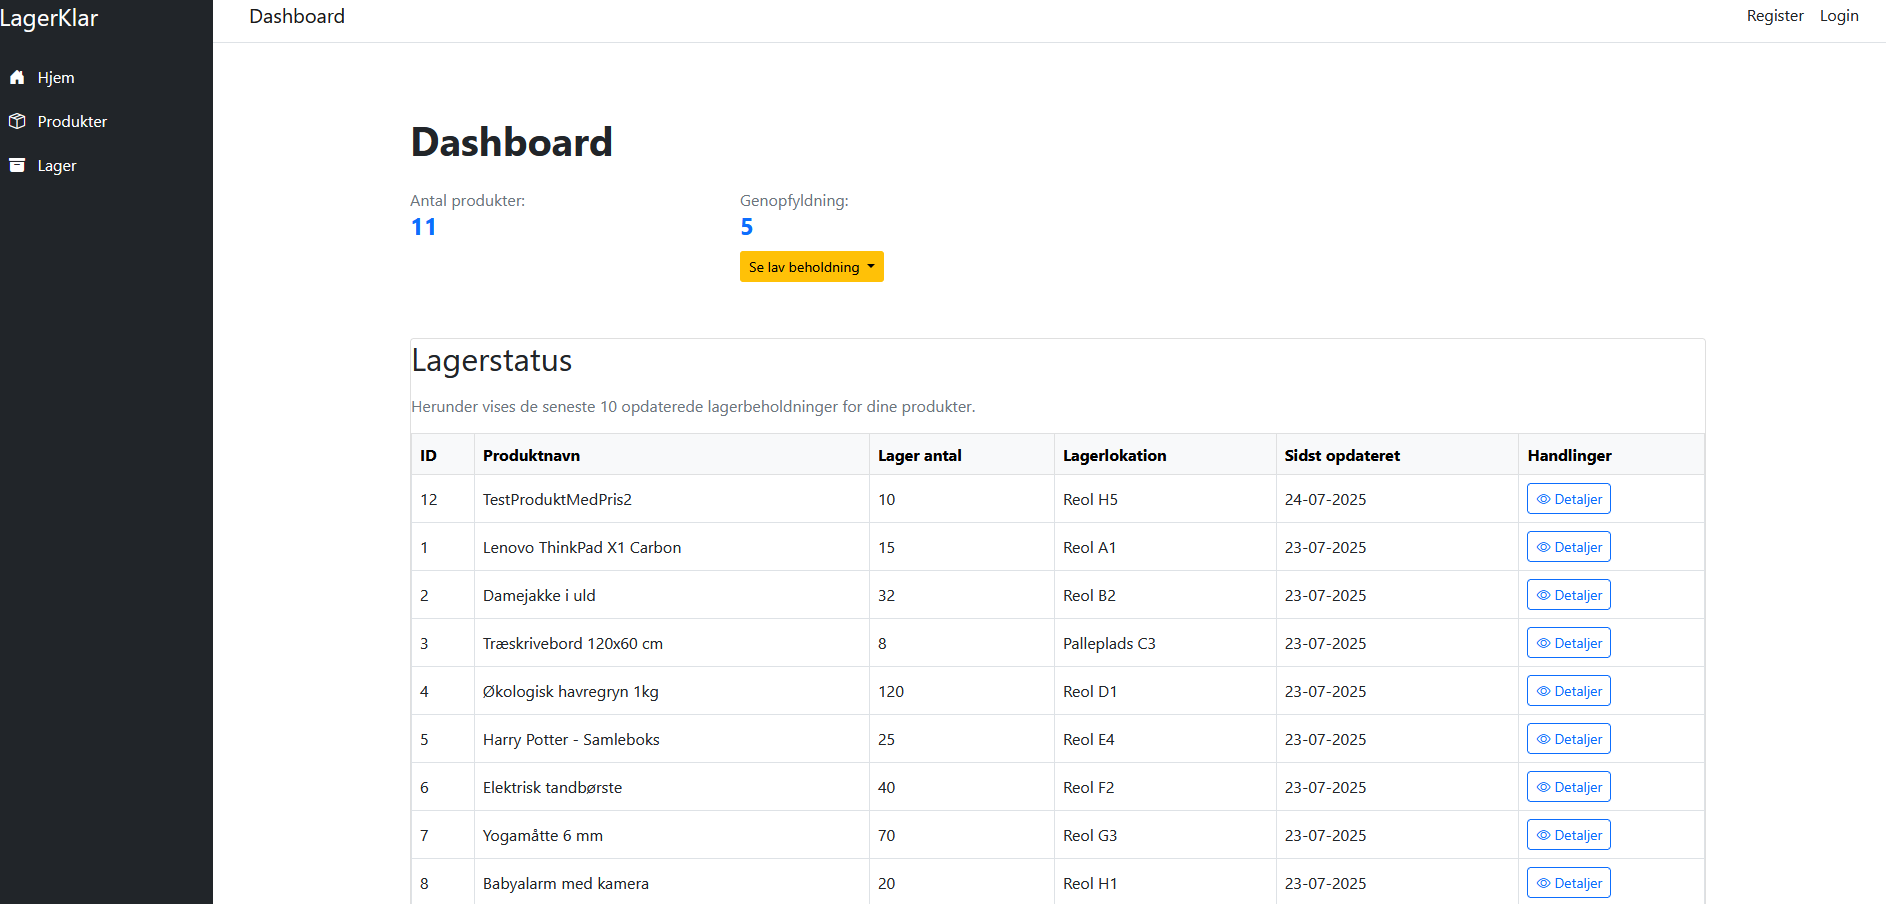 LagerKlar
Hjem
Produkter
Lager
Dashboard
Register Login
Dashboard
Antal produkter:
11
Genopfyldning:
5
Se lav beholdning
Lagerstatus
Herunder vises de seneste 10 opdaterede lagerbeholdninger for dine produkter.
ID Produktnavn Lager antal Lagerlokation Sidst opdateret Handlinger
12 TestProduktMedPris2 10 Reol H5 24-07-2025 Detaljer
1 Lenovo ThinkPad X1 Carbon 15 Reol A1 23-07-2025 Detaljer
2 Damejakke i uld 32 Reol B2 23-07-2025 Detaljer
3 Træskrivebord 120x60 cm 8 Palleplads C3 23-07-2025 Detaljer
4 Økologisk havregryn 1kg 120 Reol D1 23-07-2025 Detaljer
5 Harry Potter - Samleboks 25 Reol E4 23-07-2025 Detaljer
6 Elektrisk tandbørste 40 Reol F2 23-07-2025 Detaljer
7 Yogamåtte 6 mm 70 Reol G3 23-07-2025 Detaljer
8 Babyalarm med kamera 20 Reol H1 23-07-2025 Detaljer